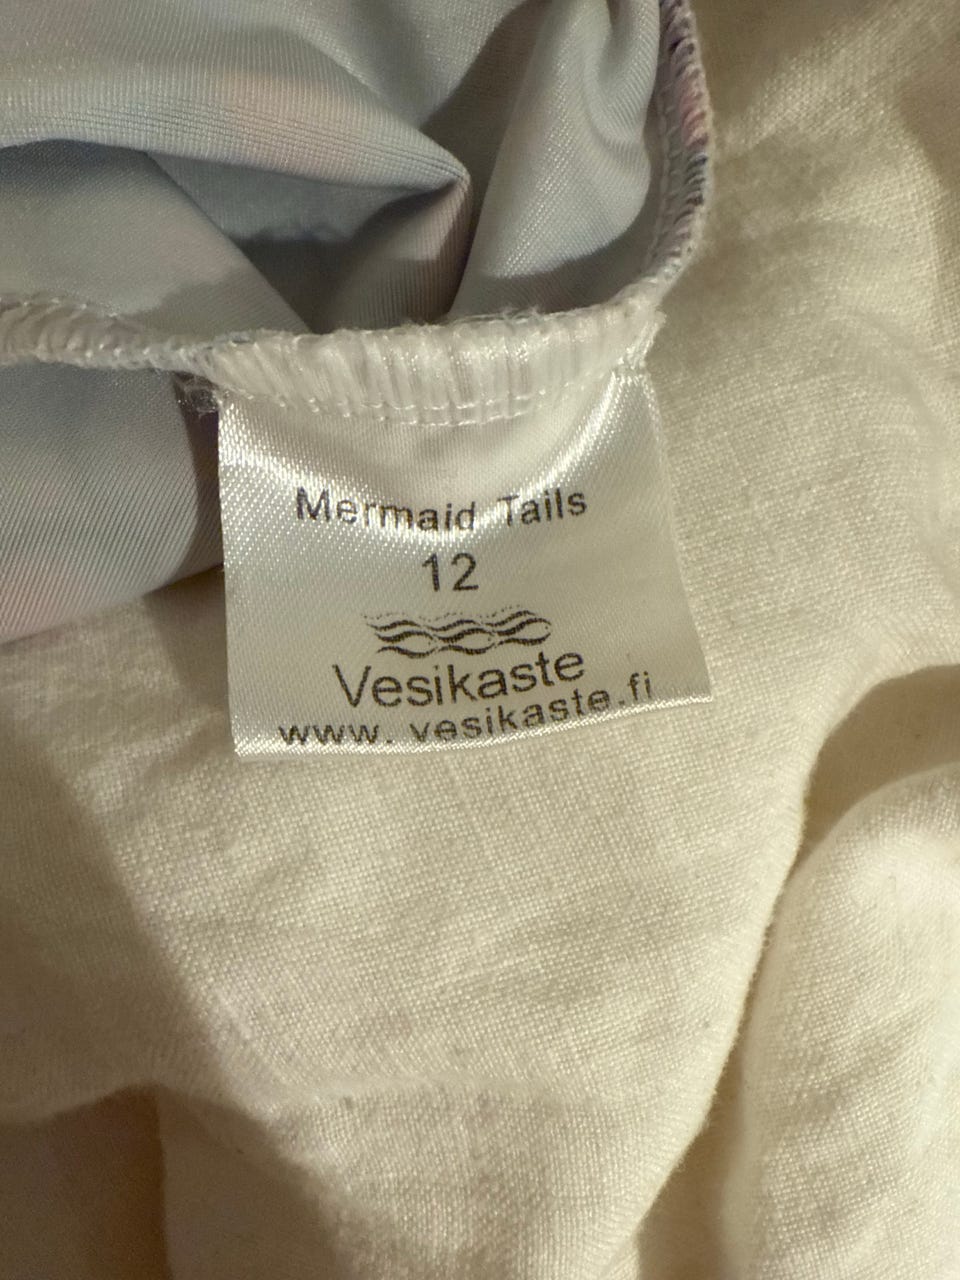 Mermaid Tails
12
Vesikaste
www.vesikaste.fi